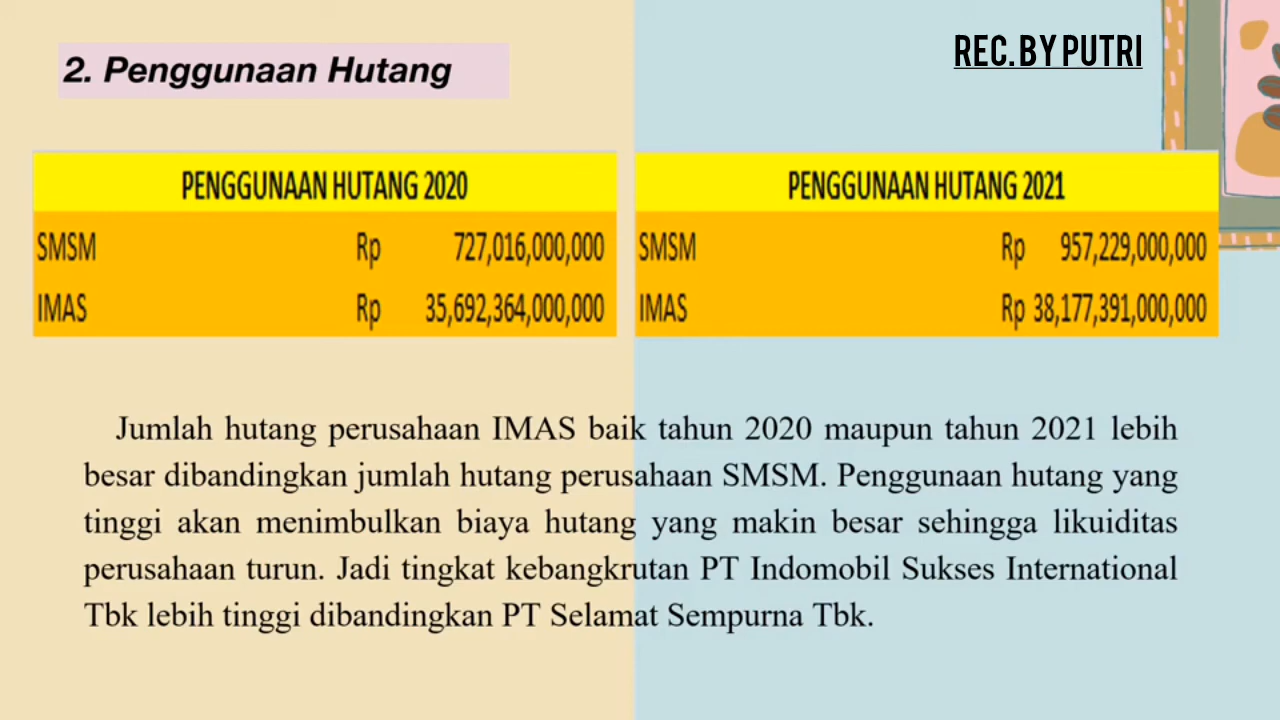 2. Penggunaan Hutang
REC. BY PUTRI
PENGGUNAAN HUTANG 2020
SMSM Rp 727,016,000,000
IMAS Rp 35,692,364,000,000
PENGGUNAAN HUTANG 2021
SMSM Rp 957,229,000,000
IMAS Rp 38,177,391,000,000
Jumlah hutang perusahaan IMAS baik tahun 2020 maupun tahun 2021 lebih
besar dibandingkan jumlah hutang perusahaan SMSM. Penggunaan hutang yang
tinggi akan menimbulkan biaya hutang yang makin besar sehingga likuiditas
perusahaan turun. Jadi tingkat kebangkrutan PT Indomobil Sukses International
Tbk lebih tinggi dibandingkan PT Selamat Sempurna Tbk.